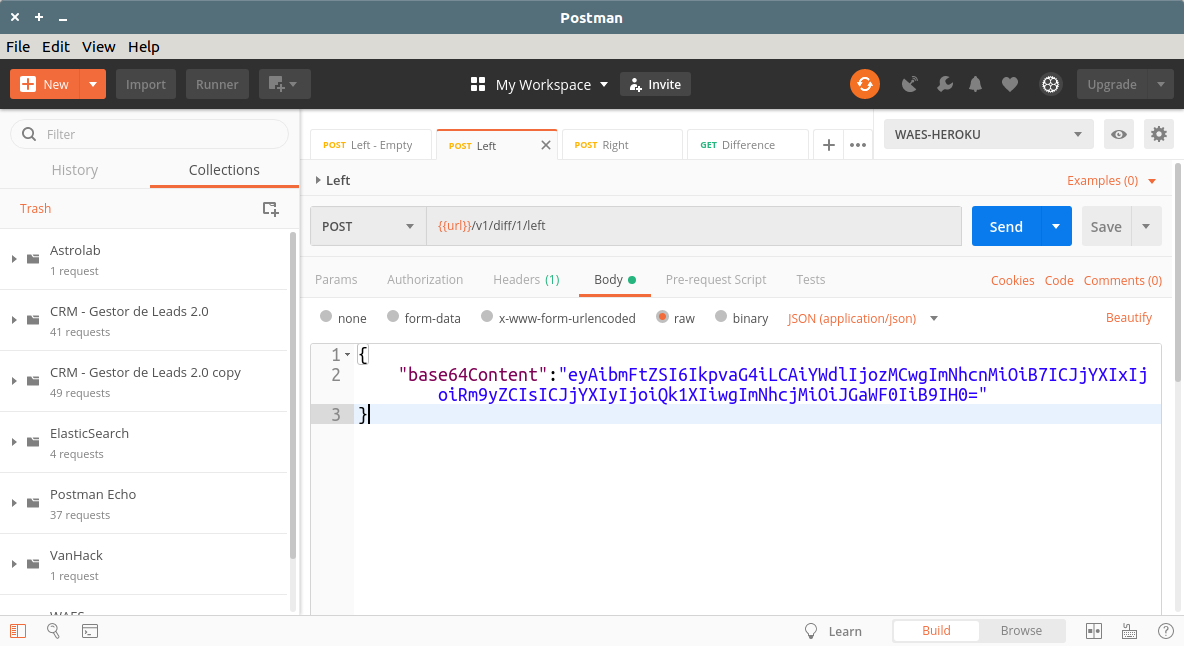 Postman
File Edit View Help
New Import Runner My Workspace Invite Upgrade
Filter
History Collections
Trash
Astrolab
1 request
CRM - Gestor de Leads 2.0
41 requests
CRM - Gestor de Leads 2.0 copy
49 requests
ElasticSearch
4 requests
Postman Echo
37 requests
VanHack
1 request
WAES
POST Left - Empty POST Left POST Right GET Difference WAES-HEROKU
Left Examples (0)
POST {{url}}/v1/diff/1/left Send Save
Params Authorization Headers (1) Body Pre-request Script Tests Cookies Code Comments (0)
none form-data x-www-form-urlencoded raw binary JSON (application/json) Beautify
1 {
2 "base64Content":"eyAibmFtZSI6IkpvaG4iLCAiYWdlIjozMCwgImNhcnMiOiB7ICJjYXIxIj
oiRm9yZCIsICJjYXIyIjoiQk1XIiwgImNhcjMiOiJGaWF0IiB9IH0="
3 }
Learn Build Browse